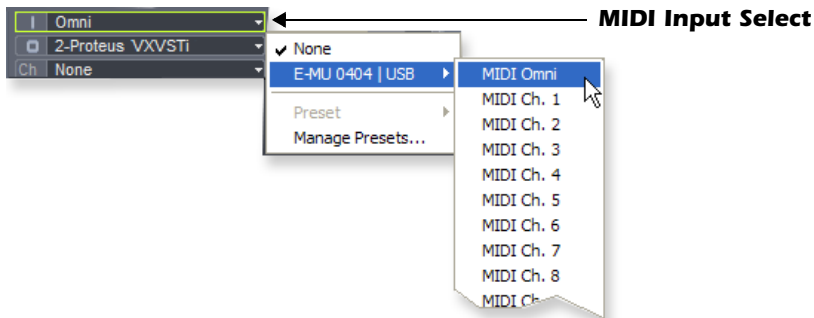 I Omni
MIDI Input Select
O 2-Proteus VXVSTi
Ch None
✓ None
E-MU 0404 | USB
Preset
Manage Presets...
MIDI Omni
MIDI Ch. 1
MIDI Ch. 2
MIDI Ch. 3
MIDI Ch. 4
MIDI Ch. 5
MIDI Ch. 6
MIDI Ch. 7
MIDI Ch. 8
MIDI Ch